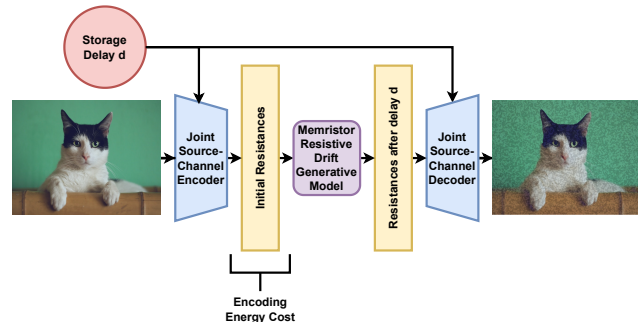 Storage
Delay d
Joint
Source-
Channel
Encoder
Initial Resistances
Memristor
Resistive
Drift
Generative
Model
Resistances after delay d
Joint
Source-
Channel
Decoder
Encoding
Energy Cost